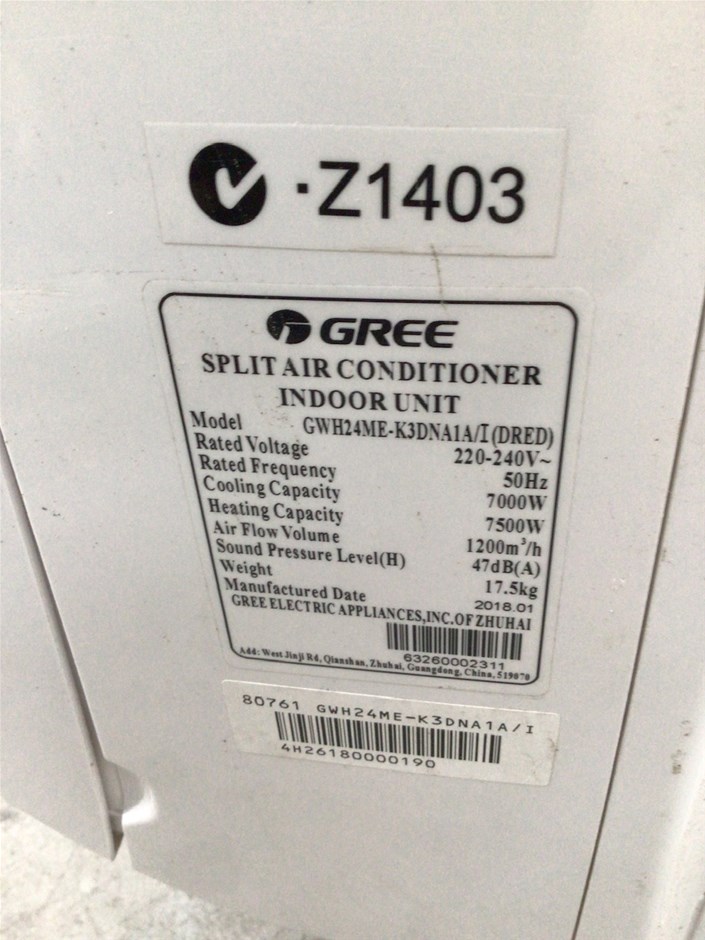 ·Z1403
GREE
SPLIT AIR CONDITIONER
INDOOR UNIT
Model GWH24ME-K3DNA1A/I(DRED)
Rated Voltage 220-240V~
Rated Frequency 50Hz
Cooling Capacity 7000W
Heating Capacity 7500W
Air Flow Volume 1200m³/h
Sound Pressure Level(H) 47dB(A)
Weight 17.5kg
Manufactured Date 2018.01
GREE ELECTRIC APPLIANCES,INC.OF ZHUHAI
63260002311
Add: West Jinji Rd, Qianshan, Zhuhai, Guangdong, China, 519070
80761 GWH24ME-K3DNA1A/I
4H26180000190